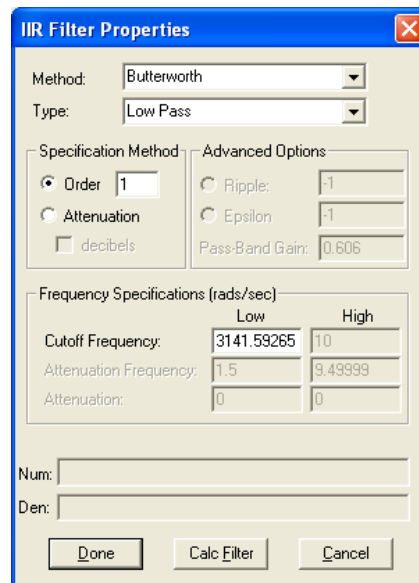 IIR Filter Properties
Method: Butterworth
Type: Low Pass
Specification Method
Order 1
Attenuation
decibels
Advanced Options
Ripple: -1
Epsilon -1
Pass-Band Gain: 0.606
Frequency Specifications (rads/sec)
Low High
Cutoff Frequency: 3141.59265 10
Attenuation Frequency: 1.5 9.49999
Attenuation: 0 0
Num:
Den:
Done Calc Filter Cancel